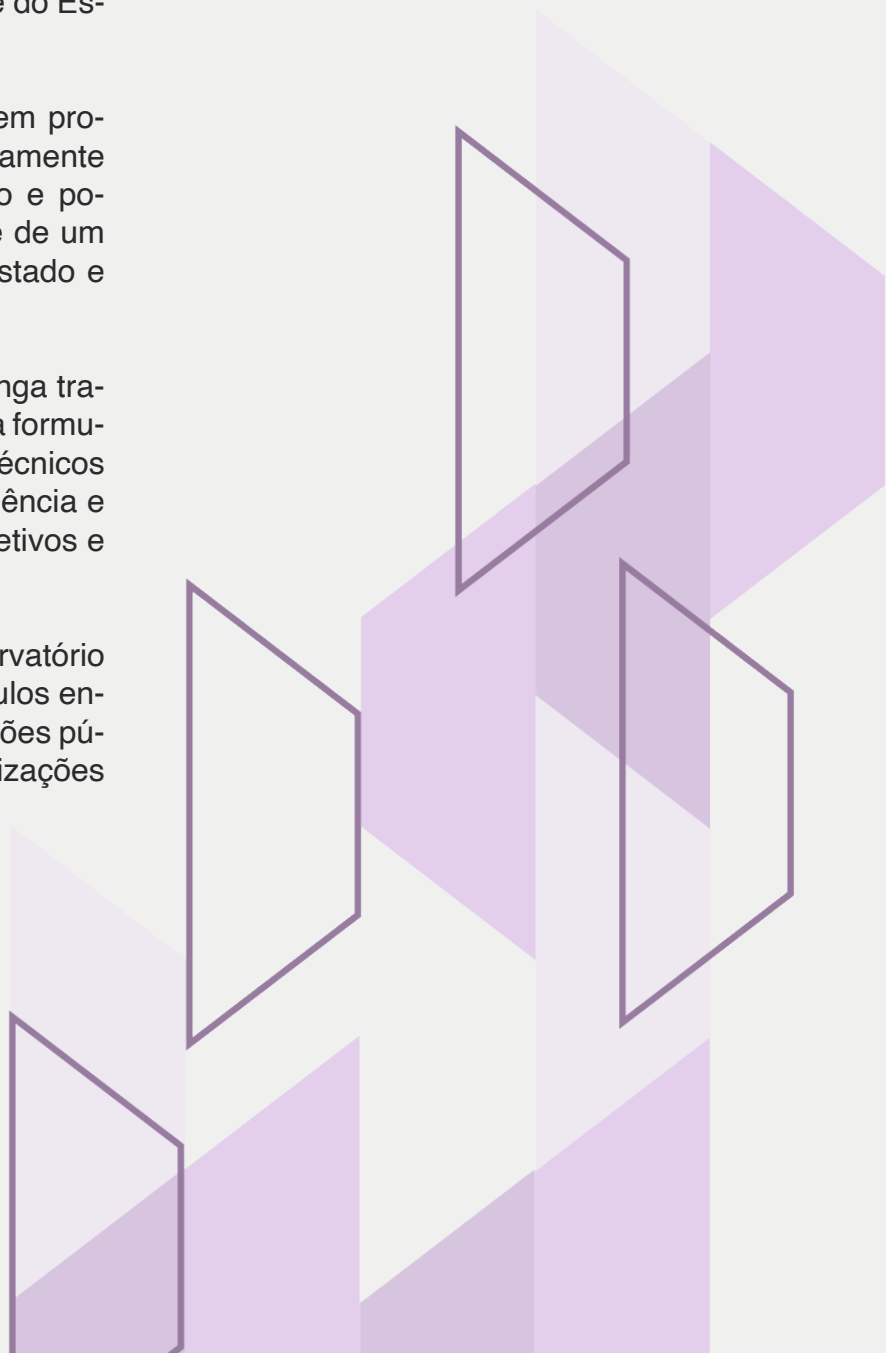 e do Es-
em pro-
amente
o e po-
e de um
stado e
nga tra-
a formu-
écnicos
ência e
etivos e
rvatório
ulos en-
ões pú-
izações